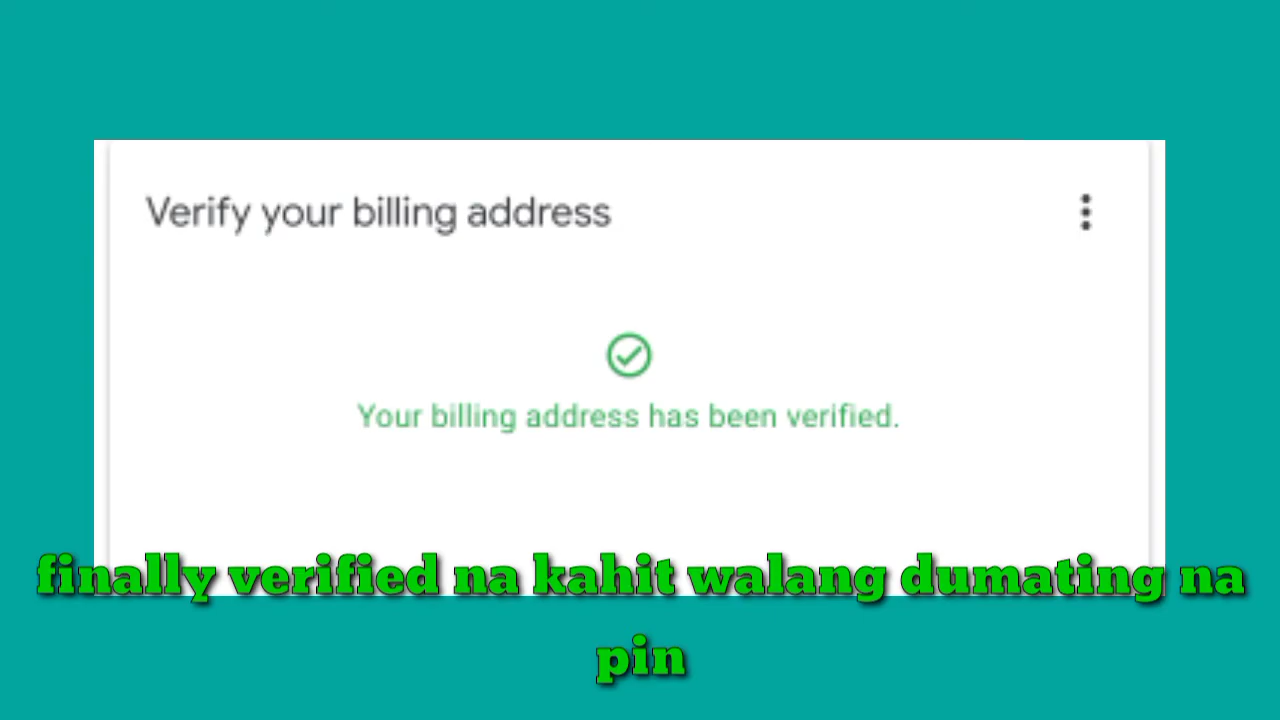 Verify your billing address
Your billing address has been verified.
finally verified na kahit walang dumating na
pin